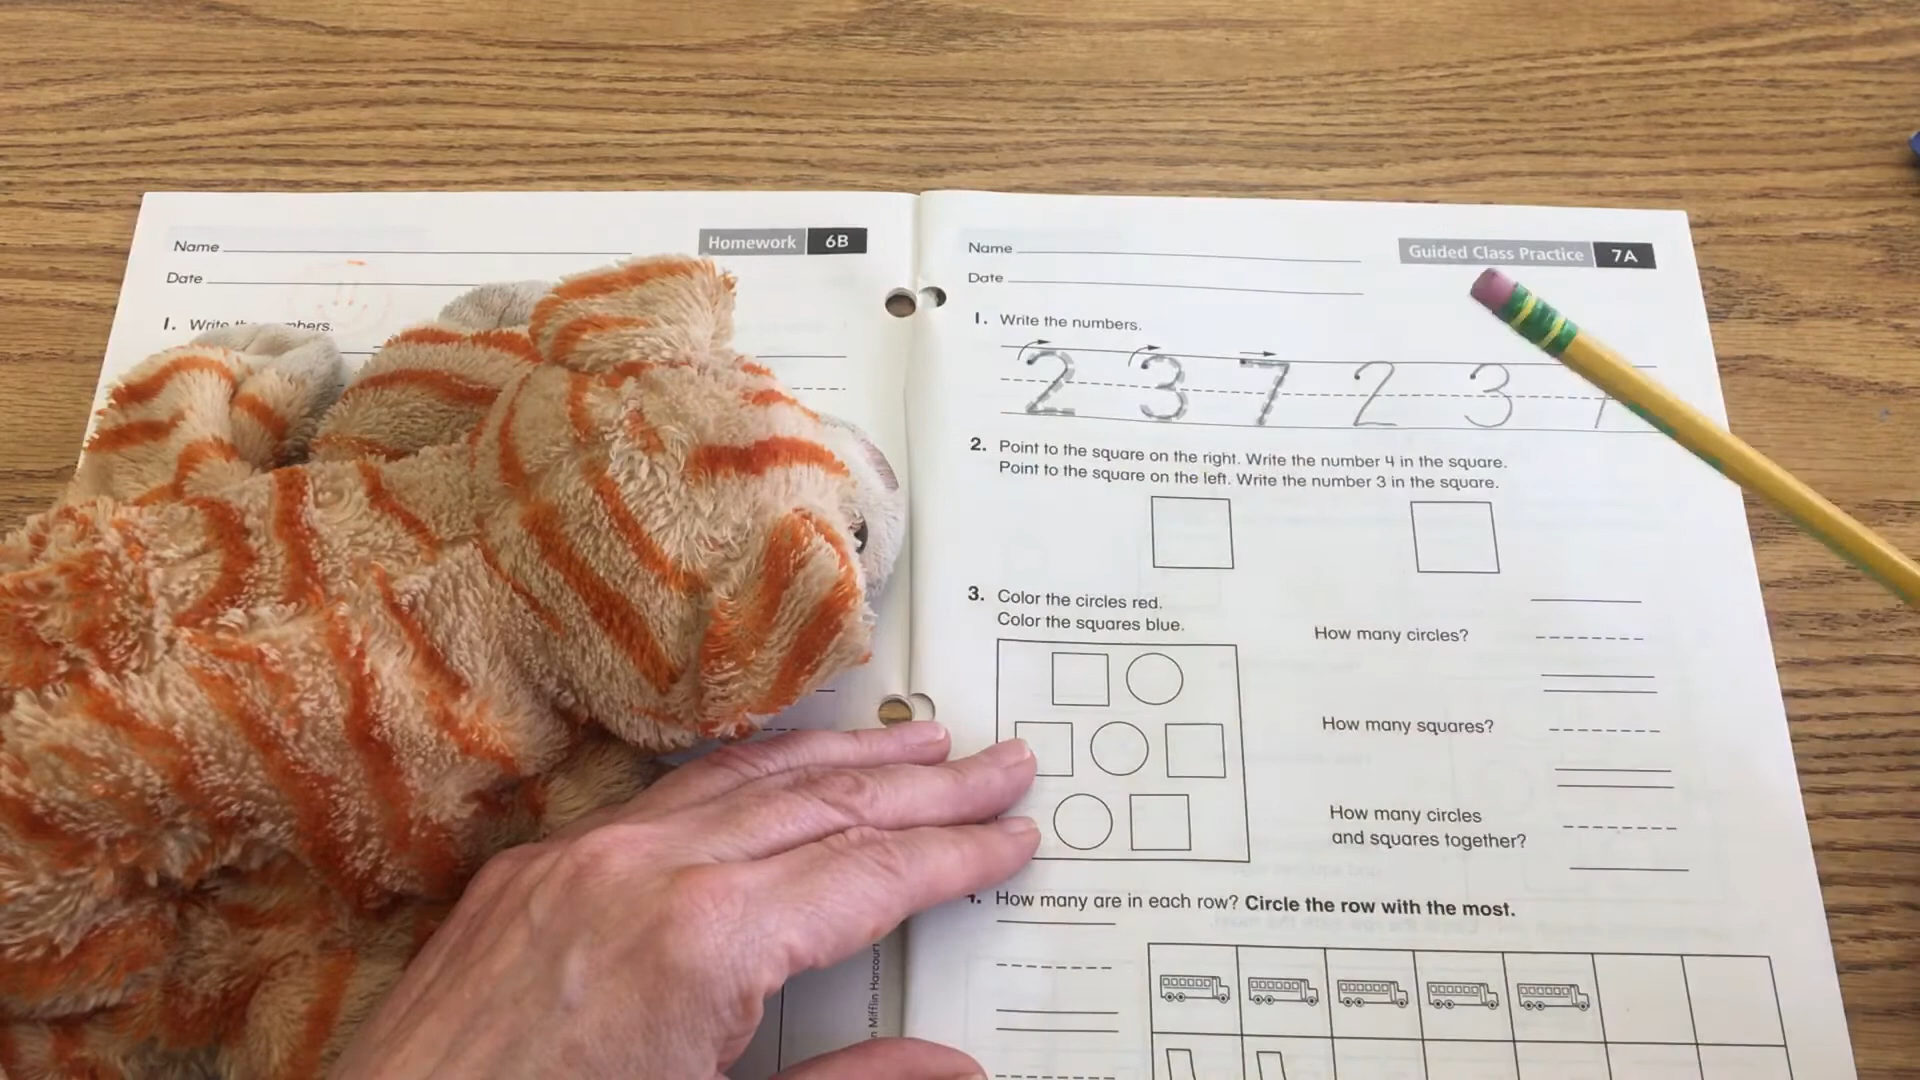 Name
Homework 6B
Date
1. Write
Name
Guided Class Practice 7A
Date
1. Write the numbers.
2 3 7 2 3
2. Point to the square on the right. Write the number 4 in the square.
Point to the square on the left. Write the number 3 in the square.
3. Color the circles red.
Color the squares blue.
How many circles?
How many squares?
How many circles
and squares together?
How many are in each row? Circle the row with the most.
Mifflin Harcourt